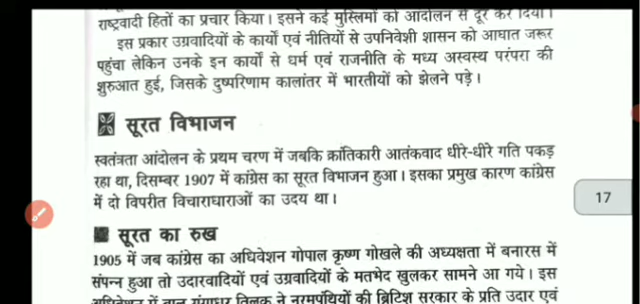 राष्ट्रवादी हितों का प्रचार किया। इसने कई मुस्लिमों को आंदोलन से दूर कर दिया।
इस प्रकार उग्रवादियों के कार्यों एवं नीतियों से उपनिवेशी शासन को आघात जरूर
पहुंचा लेकिन उनके इन कार्यों से धर्म एवं राजनीति के मध्य अस्वस्थ परंपरा की
शुरुआत हुई, जिसके दुष्परिणाम कालांतर में भारतीयों को झेलने पड़े।
सूरत विभाजन
स्वतंत्रता आंदोलन के प्रथम चरण में जबकि क्रांतिकारी आतंकवाद धीरे-धीरे गति पकड़
रहा था, दिसम्बर 1907 में कांग्रेस का सूरत विभाजन हुआ। इसका प्रमुख कारण कांग्रेस
में दो विपरीत विचाराधाराओं का उदय था।
17
सूरत का रुख
1905 में जब कांग्रेस का अधिवेशन गोपाल कृष्ण गोखले की अध्यक्षता में बनारस में
संपन्न हुआ तो उदारवादियों एवं उग्रवादियों के मतभेद खुलकर सामने आ गये। इस
अधिवेशन में बाल गंगाधर तिलक ने नरमपंथियों की ब्रिटिश सरकार के प्रति उदार एवं